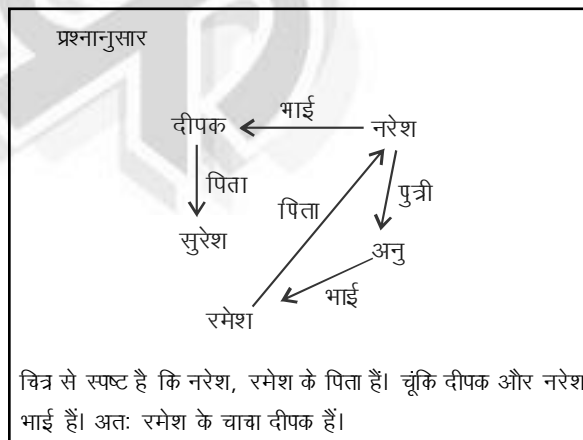 प्रश्नानुसार
दीपक भाई नरेश
पिता पिता पुत्री
सुरेश अनु
रमेश भाई
चित्र से स्पष्ट है कि नरेश, रमेश के पिता हैं। चूंकि दीपक और नरेश
भाई हैं। अतः रमेश के चाचा दीपक हैं।